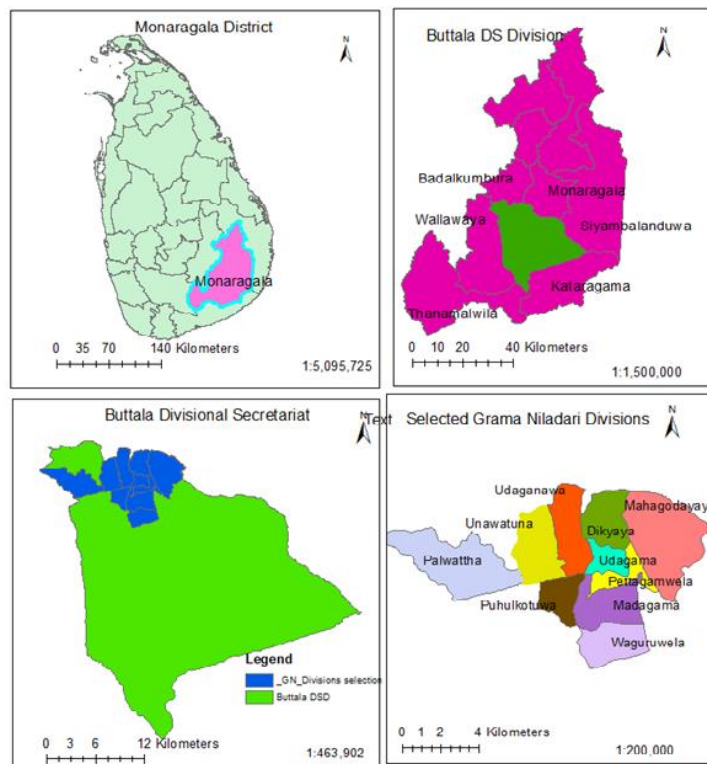 Monaragala District
N
Monaragala
0 35 70 140 Kilometers
1:5,095,725
Buttala DS Division
N
Badalkumbura
Monaragala
Wallawaya
Siyambalanduwa
Kataragama
Thanamalwila
0 10 20 40 Kilometers
1:1,500,000
Buttala Divisional Secretariat
N
Legend
_GN_Divisions selection
Buttala DSD
0 3 6 12 Kilometers
1:463,902
Text
Selected Grama Niladari Divisions
N
Udaganawa
Mahagodayay
Unawatuna
Dikyaya
Palwattha
Udagama
Pettagamwela
Puhulkotuwa
Madagama
Waguruwela
0 1 2 4 Kilometers
1:200,000